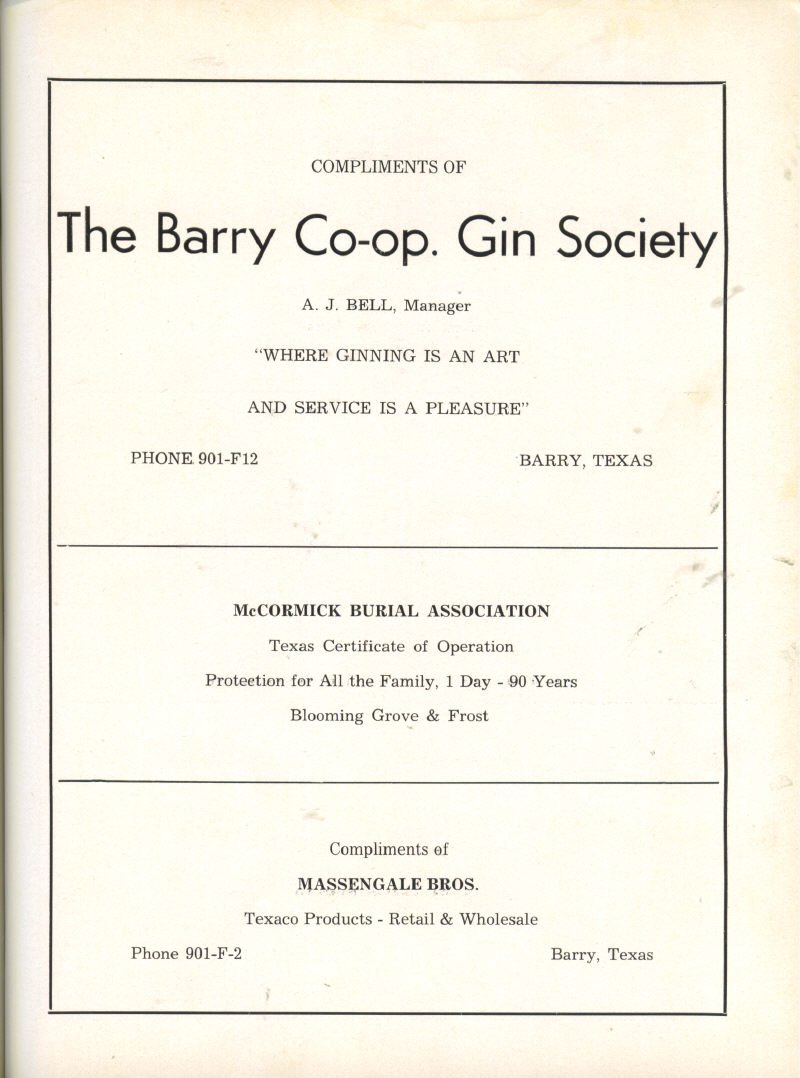 COMPLIMENTS OF
The Barry Co-op. Gin Society
A. J. BELL, Manager
"WHERE GINNING IS AN ART
AND SERVICE IS A PLEASURE"
PHONE 901-F12 BARRY, TEXAS
McCORMICK BURIAL ASSOCIATION
Texas Certificate of Operation
Protection for All the Family, 1 Day - 90 Years
Blooming Grove & Frost
Compliments of
MASSENGALE BROS.
Texaco Products - Retail & Wholesale
Phone 901-F-2 Barry, Texas